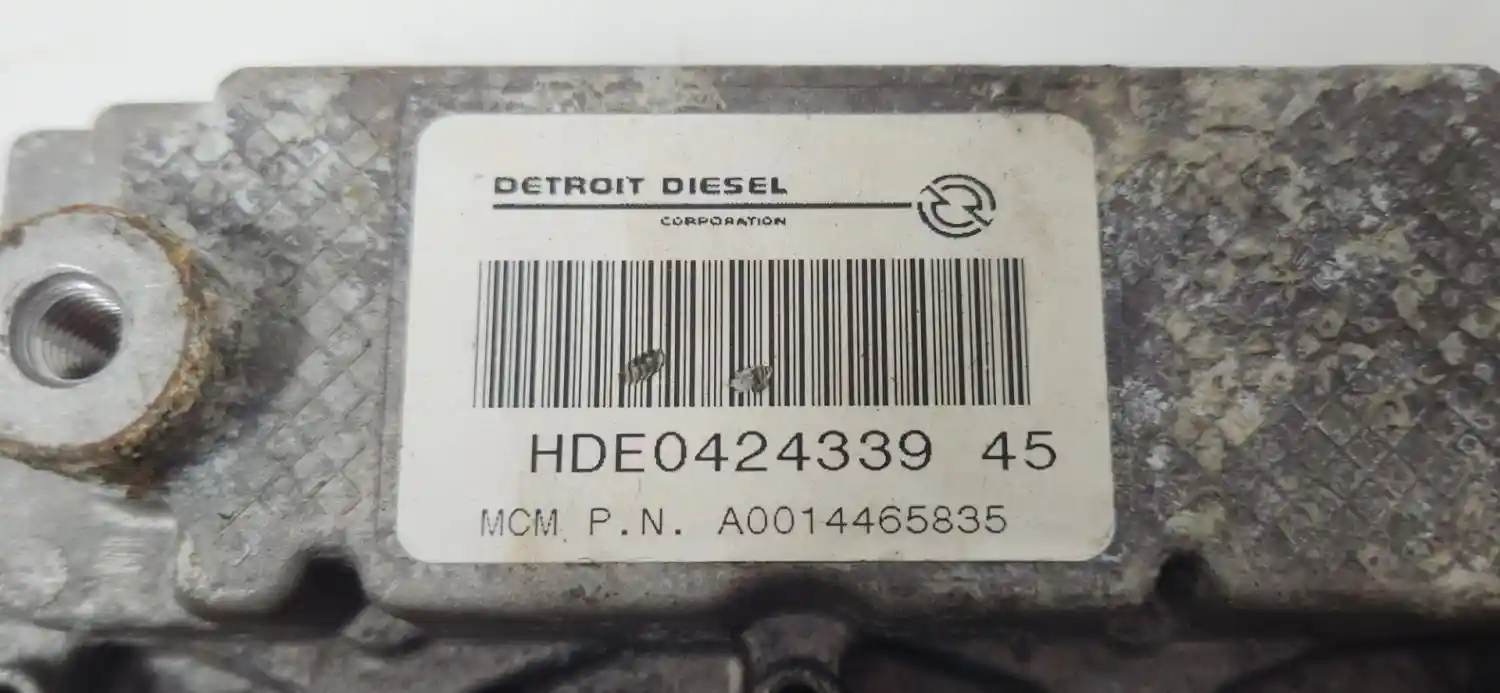 DETROIT DIESEL
CORPORATION
HDE0424339 45
MCM P.N. A0014465835